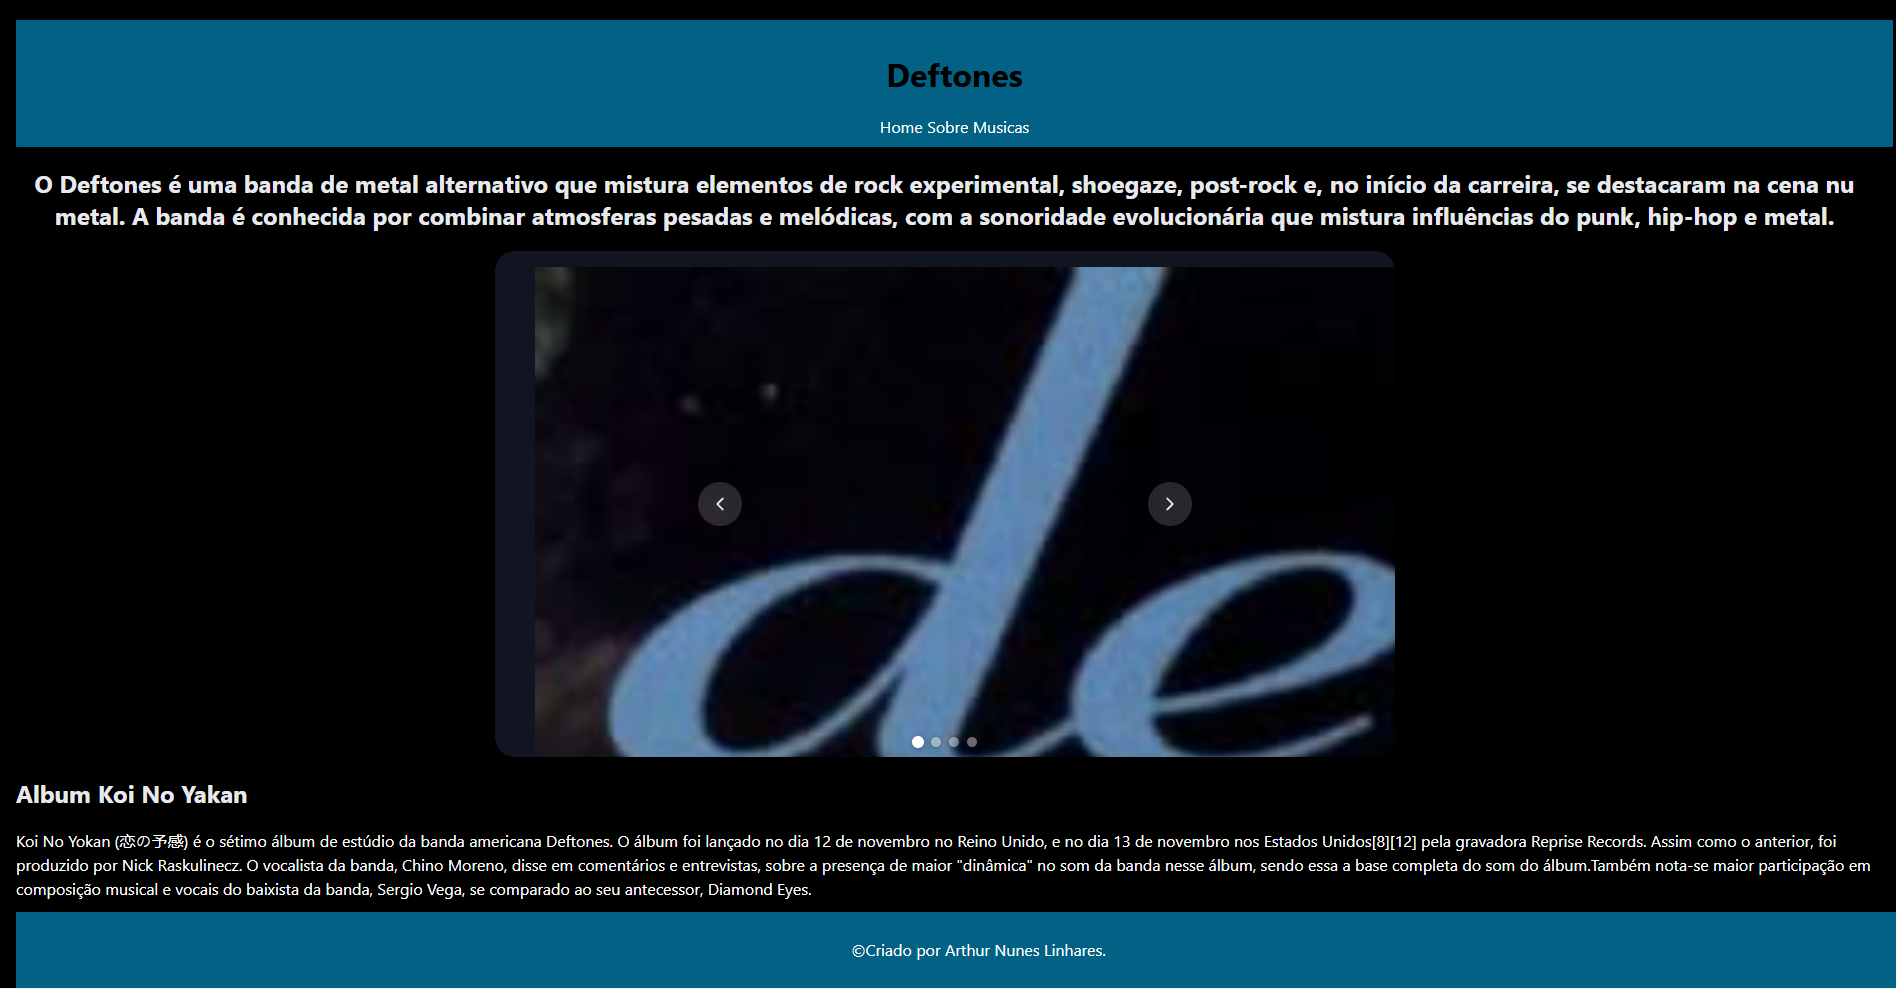 Deftones
Home Sobre Musicas
O Deftones é uma banda de metal alternativo que mistura elementos de rock experimental, shoegaze, post-rock e, no início da carreira, se destacaram na cena nu
metal. A banda é conhecida por combinar atmosferas pesadas e melódicas, com a sonoridade evolucionária que mistura influências do punk, hip-hop e metal.
de
Album Koi No Yakan
Koi No Yokan (恋の予感) é o sétimo álbum de estúdio da banda americana Deftones. O álbum foi lançado no dia 12 de novembro no Reino Unido, e no dia 13 de novembro nos Estados Unidos[8][12] pela gravadora Reprise Records. Assim como o anterior, foi
produzido por Nick Raskulinecz. O vocalista da banda, Chino Moreno, disse em comentários e entrevistas, sobre a presença de maior "dinâmica" no som da banda nesse álbum, sendo essa a base completa do som do álbum.Também nota-se maior participação em
composição musical e vocais do baixista da banda, Sergio Vega, se comparado ao seu antecessor, Diamond Eyes.
©Criado por Arthur Nunes Linhares.